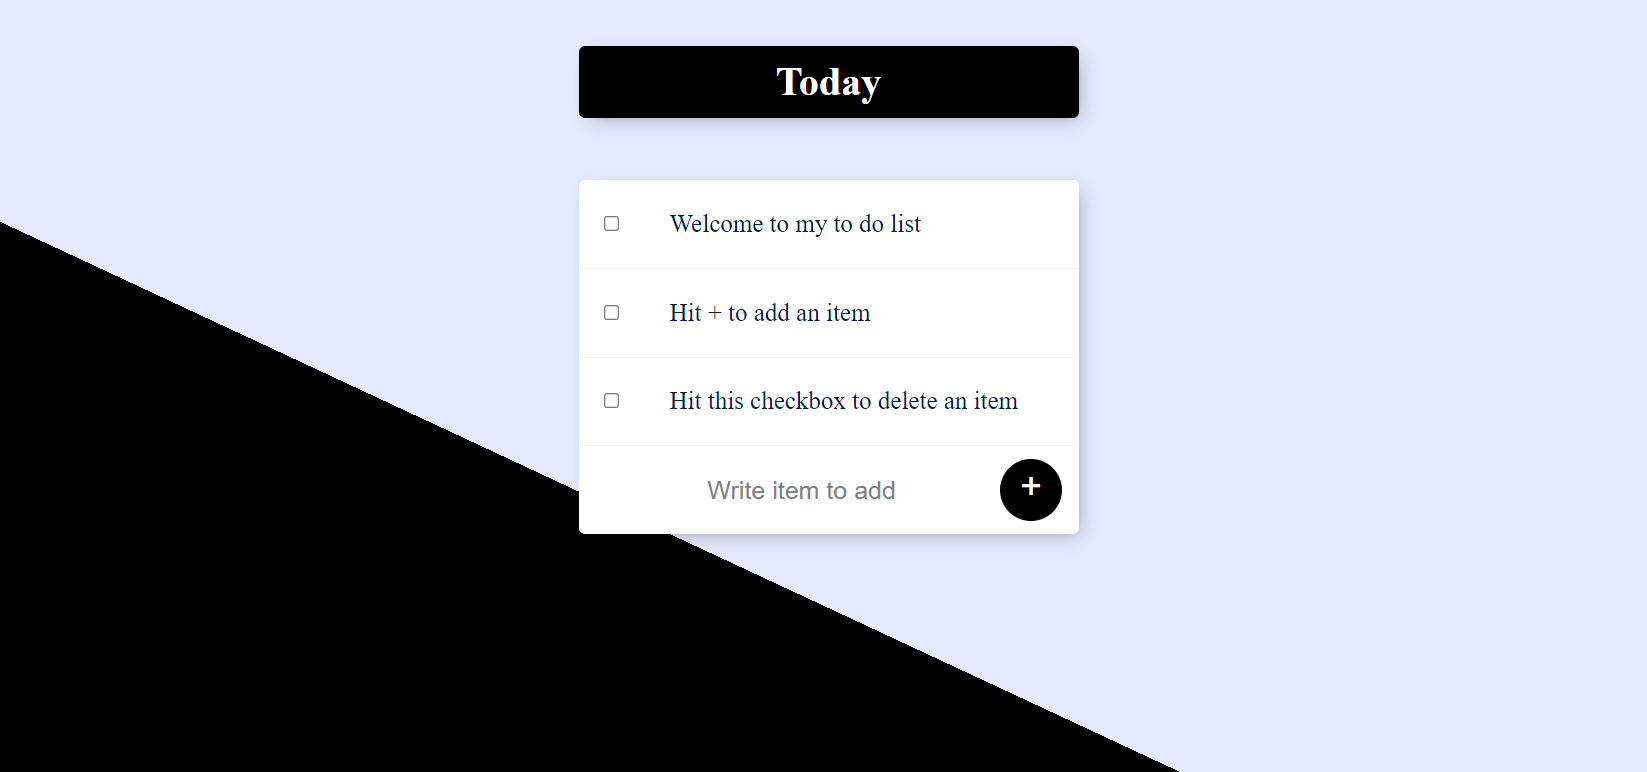 Today
Welcome to my to do list
Hit + to add an item
Hit this checkbox to delete an item
Write item to add
+